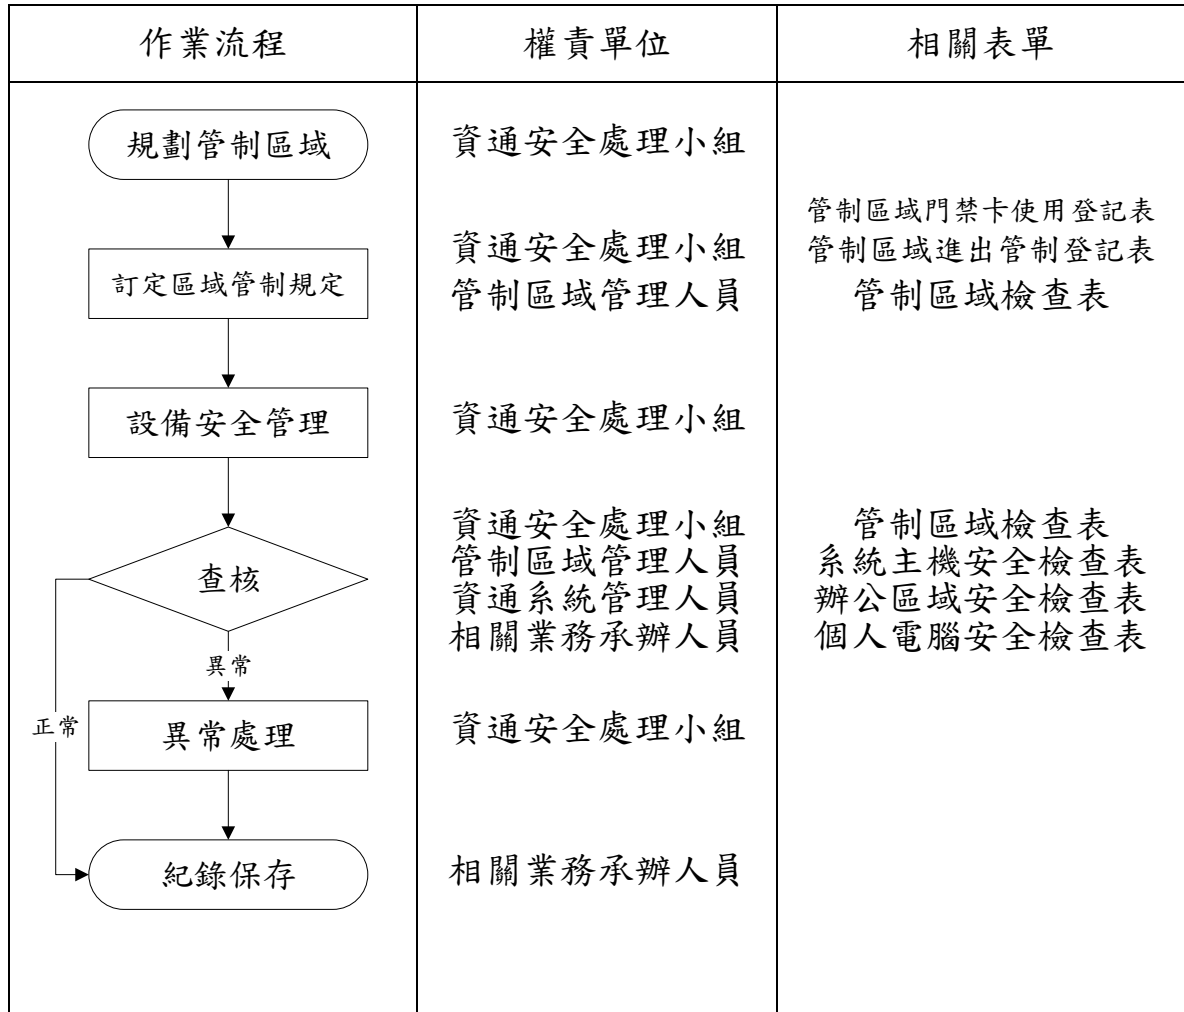 作業流程
權責單位
相關表單
規劃管制區域
資通安全處理小組
訂定區域管制規定
資通安全處理小組
管制區域管理人員
管制區域門禁卡使用登記表
管制區域進出管制登記表
管制區域檢查表
設備安全管理
資通安全處理小組
查核
資通安全處理小組
管制區域管理人員
資通系統管理人員
相關業務承辦人員
管制區域檢查表
系統主機安全檢查表
辦公區域安全檢查表
個人電腦安全檢查表
異常
正常
異常處理
資通安全處理小組
紀錄保存
相關業務承辦人員